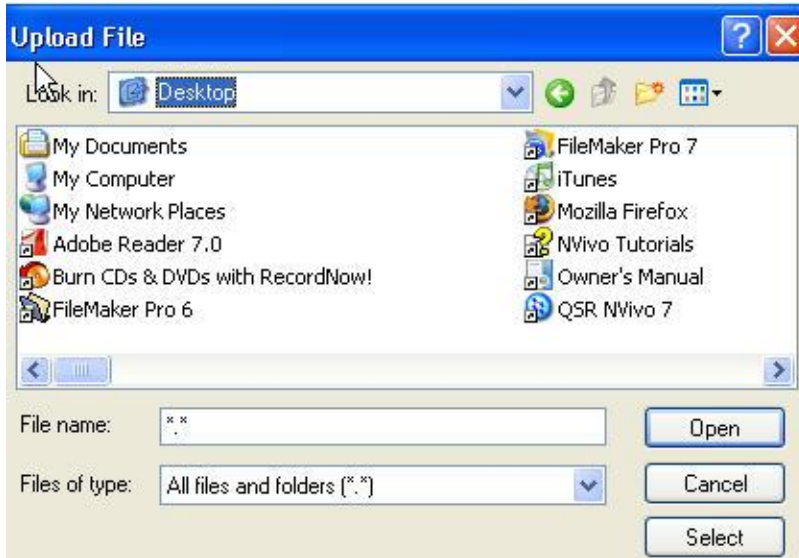 Upload File
Look in: Desktop
My Documents
My Computer
My Network Places
Adobe Reader 7.0
Burn CDs & DVDs with RecordNow!
FileMaker Pro 6
FileMaker Pro 7
iTunes
Mozilla Firefox
NVivo Tutorials
Owner's Manual
QSR NVivo 7
File name: *.* Open
Files of type: All files and folders (*.*) Cancel
Select